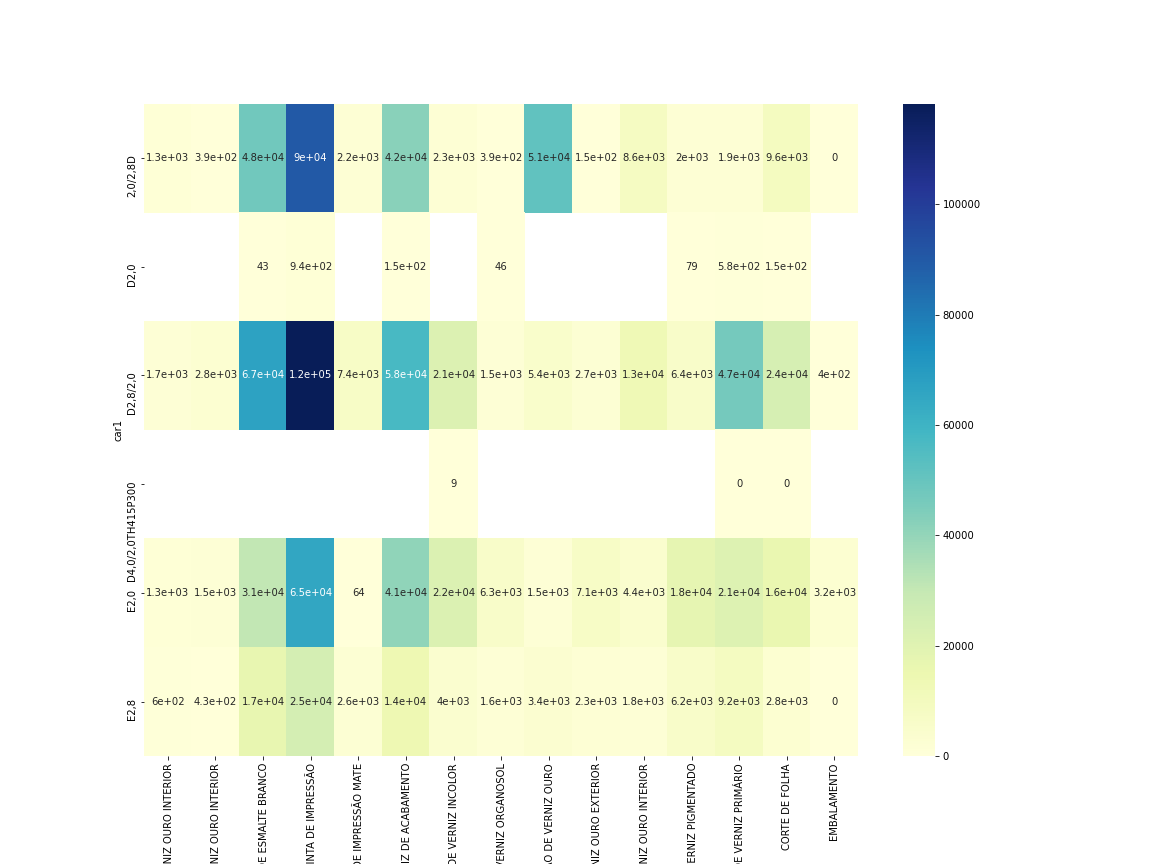 1.3e+03 3.9e+02 4.8e+04 9e+04 2.2e+03 4.2e+04 2.3e+03 3.9e+02 5.1e+04 1.5e+02 8.6e+03 2e+03 1.9e+03 9.6e+03 0
43 9.4e+02 1.5e+02 46 79 5.8e+02 1.5e+02
1.7e+03 2.8e+03 6.7e+04 1.2e+05 7.4e+03 5.8e+04 2.1e+04 1.5e+03 5.4e+03 2.7e+03 1.3e+04 6.4e+03 4.7e+04 2.4e+04 4e+02
9 0 0
1.3e+03 1.5e+03 3.1e+04 6.5e+04 64 4.1e+04 2.2e+04 6.3e+03 1.5e+03 7.1e+03 4.4e+03 1.8e+04 2.1e+04 1.6e+04 3.2e+03
6e+02 4.3e+02 1.7e+04 2.5e+04 2.6e+03 1.4e+04 4e+03 1.6e+03 3.4e+03 2.3e+03 1.8e+03 6.2e+03 9.2e+03 2.8e+03 0
car1
2,0/2,8D
D2,0
D2,8/2,0
D4,0/2,0TH415P300
E2,0
E2,8
NIZ OURO INTERIOR
NIZ OURO INTERIOR
DE ESMALTE BRANCO
INTA DE IMPRESSÃO
DE IMPRESSÃO MATE
IZ DE ACABAMENTO
DE VERNIZ INCOLOR
VERNIZ ORGANOSOL
ÃO DE VERNIZ OURO
NIZ OURO EXTERIOR
NIZ OURO INTERIOR
ERNIZ PIGMENTADO
DE VERNIZ PRIMÁRIO
CORTE DE FOLHA
EMBALAMENTO
100000
80000
60000
40000
20000
0